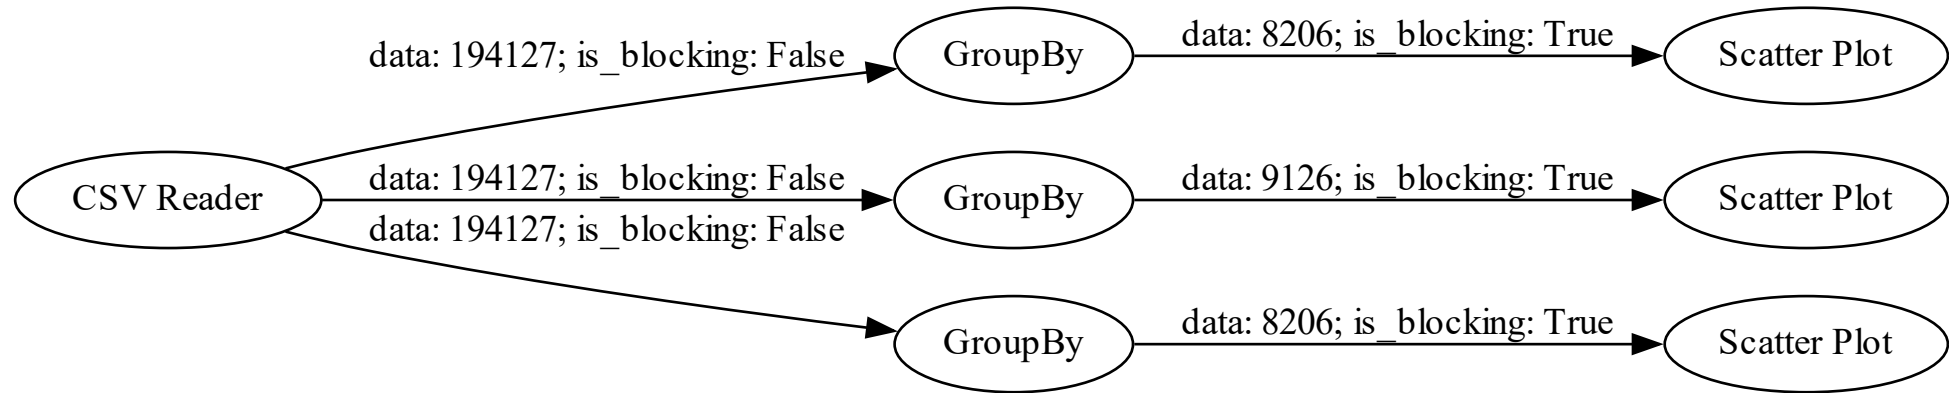 data: 194127; is_blocking: False
GroupBy
data: 8206; is_blocking: True
Scatter Plot
CSV Reader
data: 194127; is_blocking: False
GroupBy
data: 9126; is_blocking: True
Scatter Plot
data: 194127; is_blocking: False
GroupBy
data: 8206; is_blocking: True
Scatter Plot